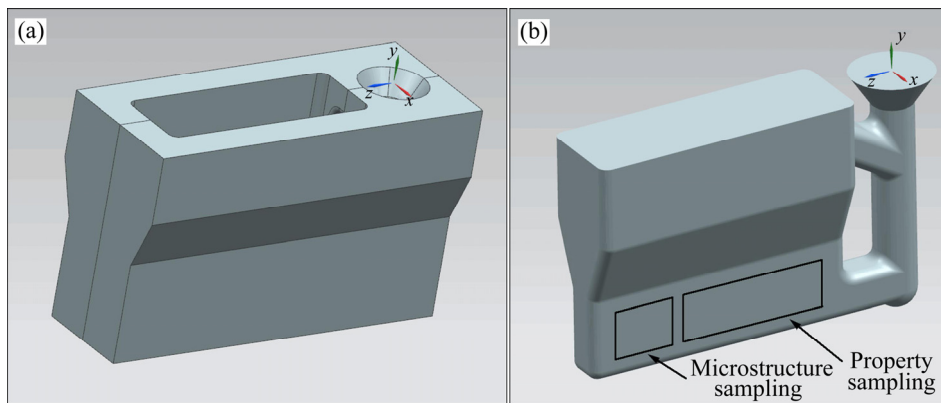 (a)
y
z
x
(b)
y
z
x
Microstructure
sampling
Property
sampling